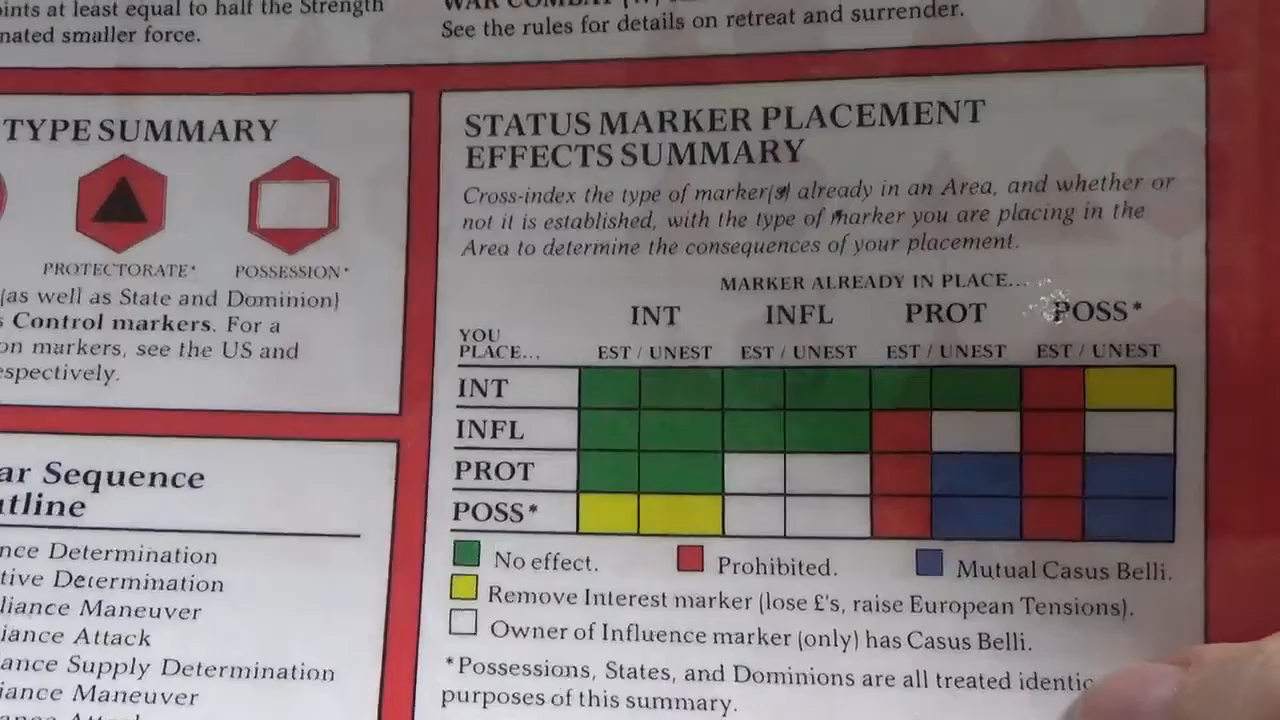 ints at least equal to half the Strength
nated smaller force.
WAR COMBAT
See the rules for details on retreat and surrender.
TYPE SUMMARY
PROTECTORATE* POSSESSION*
(as well as State and Dominion)
s Control markers. For a
on markers, see the US and
espectively.
ar Sequence
utline
nce Determination
tive Determination
liance Maneuver
iance Attack
ance Supply Determination
iance Maneuver
STATUS MARKER PLACEMENT
EFFECTS SUMMARY
Cross-index the type of marker(s) already in an Area, and whether or
not it is established, with the type of marker you are placing in the
Area to determine the consequences of your placement.
MARKER ALREADY IN PLACE...
INT INFL PROT POSS*
YOU
PLACE... EST / UNEST EST / UNEST EST / UNEST EST / UNEST
INT
INFL
PROT
POSS*
No effect. Prohibited. Mutual Casus Belli.
Remove Interest marker (lose £'s, raise European Tensions).
Owner of Influence marker (only) has Casus Belli.
*Possessions, States, and Dominions are all treated identic
purposes of this summary.